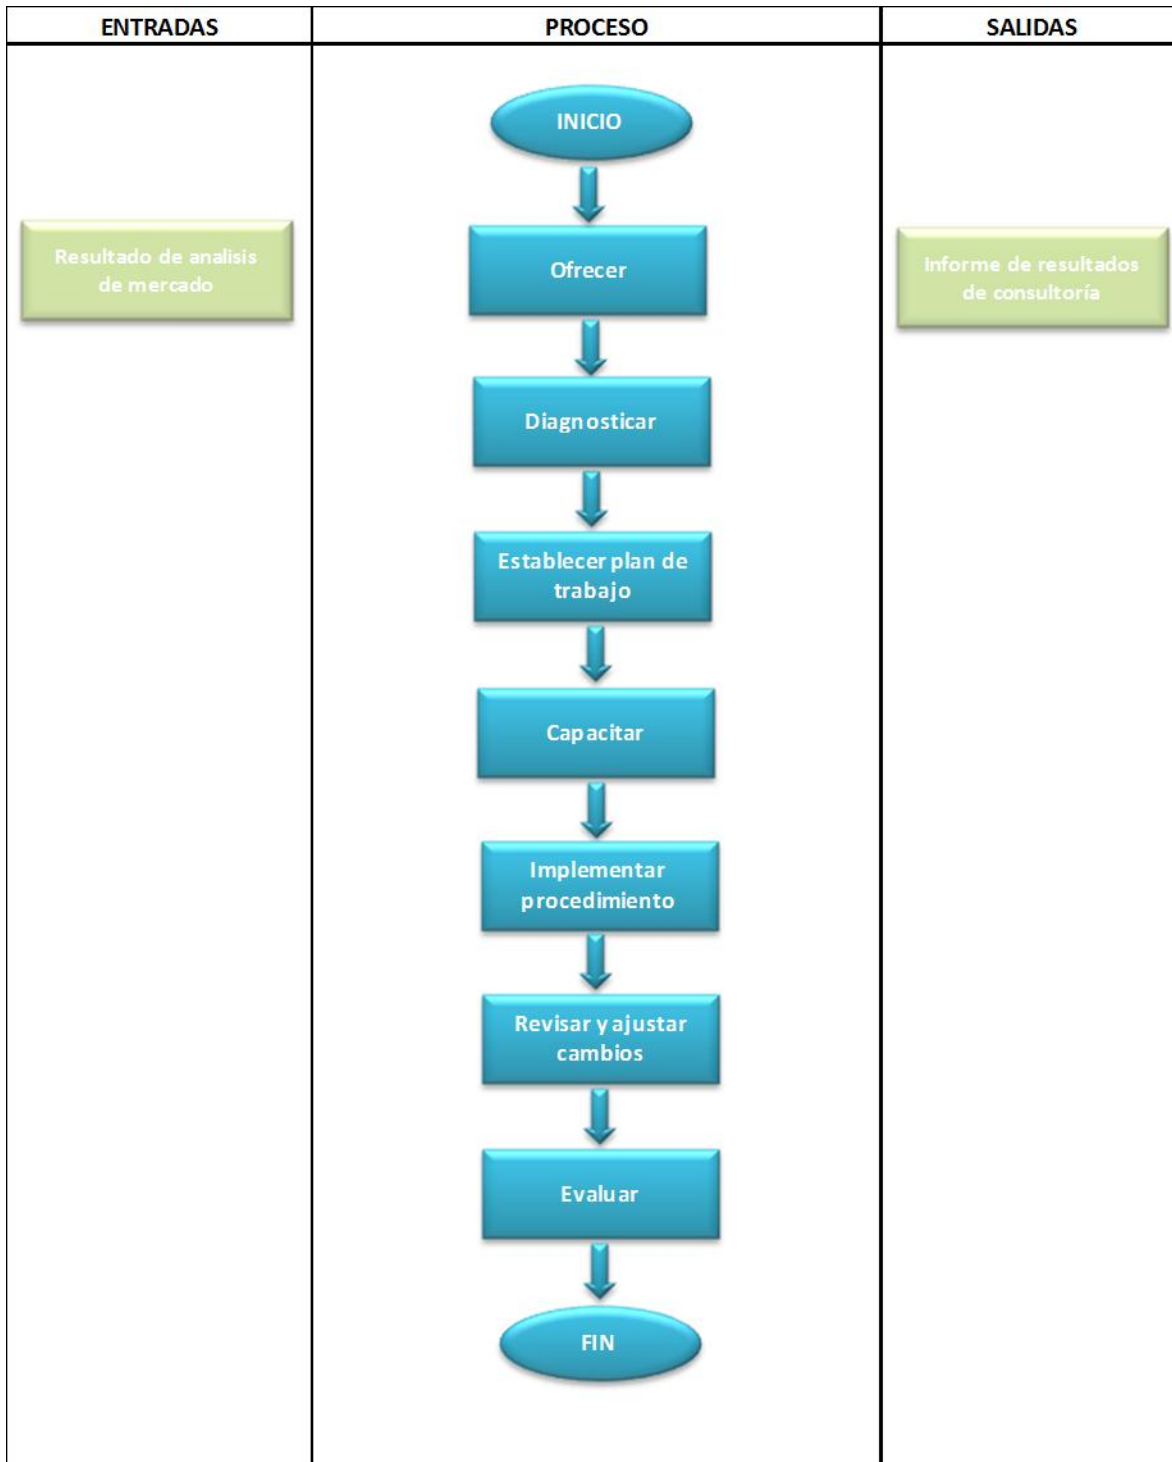 ENTRADAS
PROCESO
SALIDAS
INICIO
Resultado de analisis
de mercado
Ofrecer
Informe de resultados
de consultoría
Diagnosticar
Establecer plan de
trabajo
Capacitar
Implementar
procedimiento
Revisar y ajustar
cambios
Evaluar
FIN